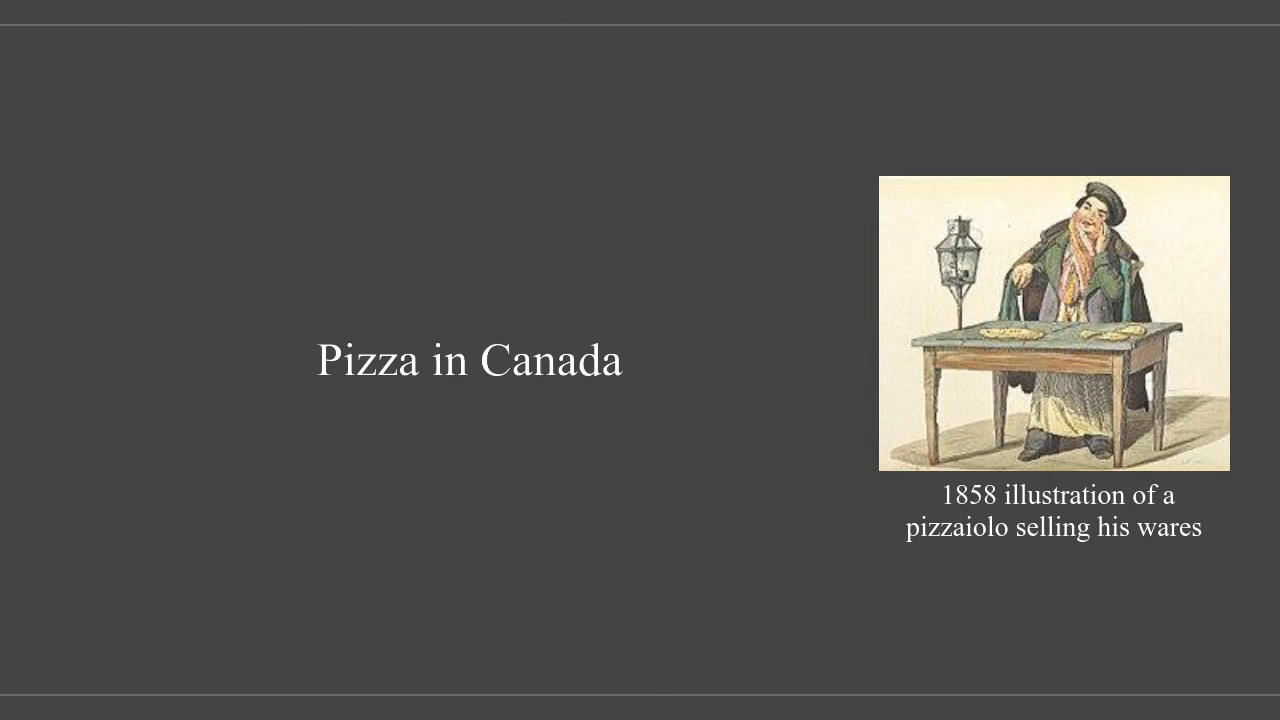 Pizza in Canada
1858 illustration of a
pizzaiolo selling his wares